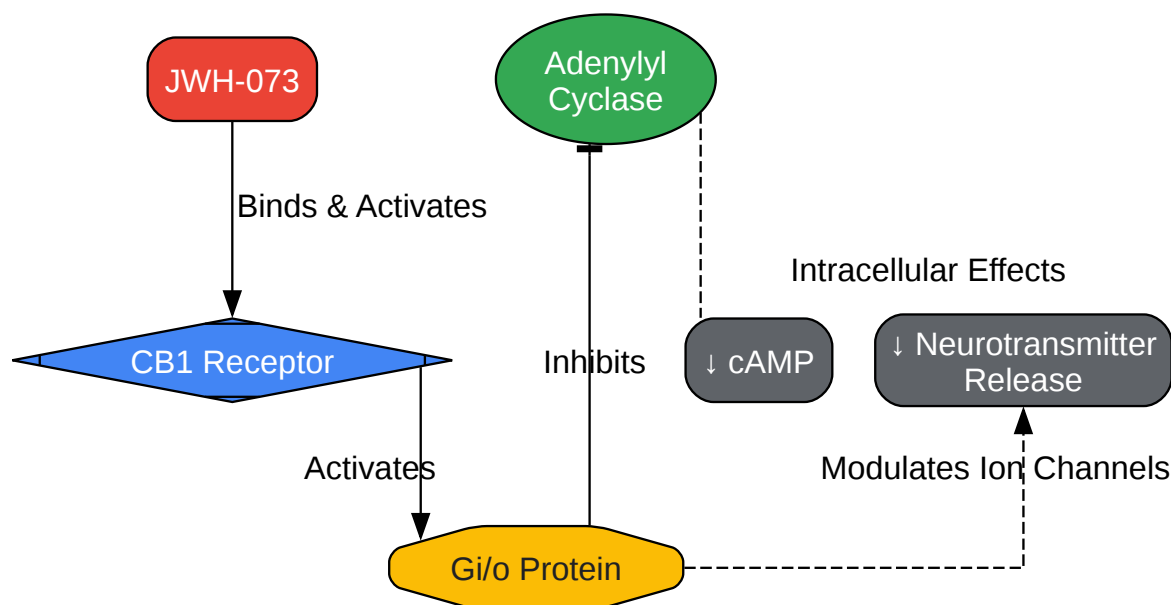 JWH-073
Adenylyl
Cyclase
Binds & Activates
Intracellular Effects
CB1 Receptor
Inhibits
↓ cAMP
↓ Neurotransmitter
Release
Activates
Modulates Ion Channels
Gi/o Protein